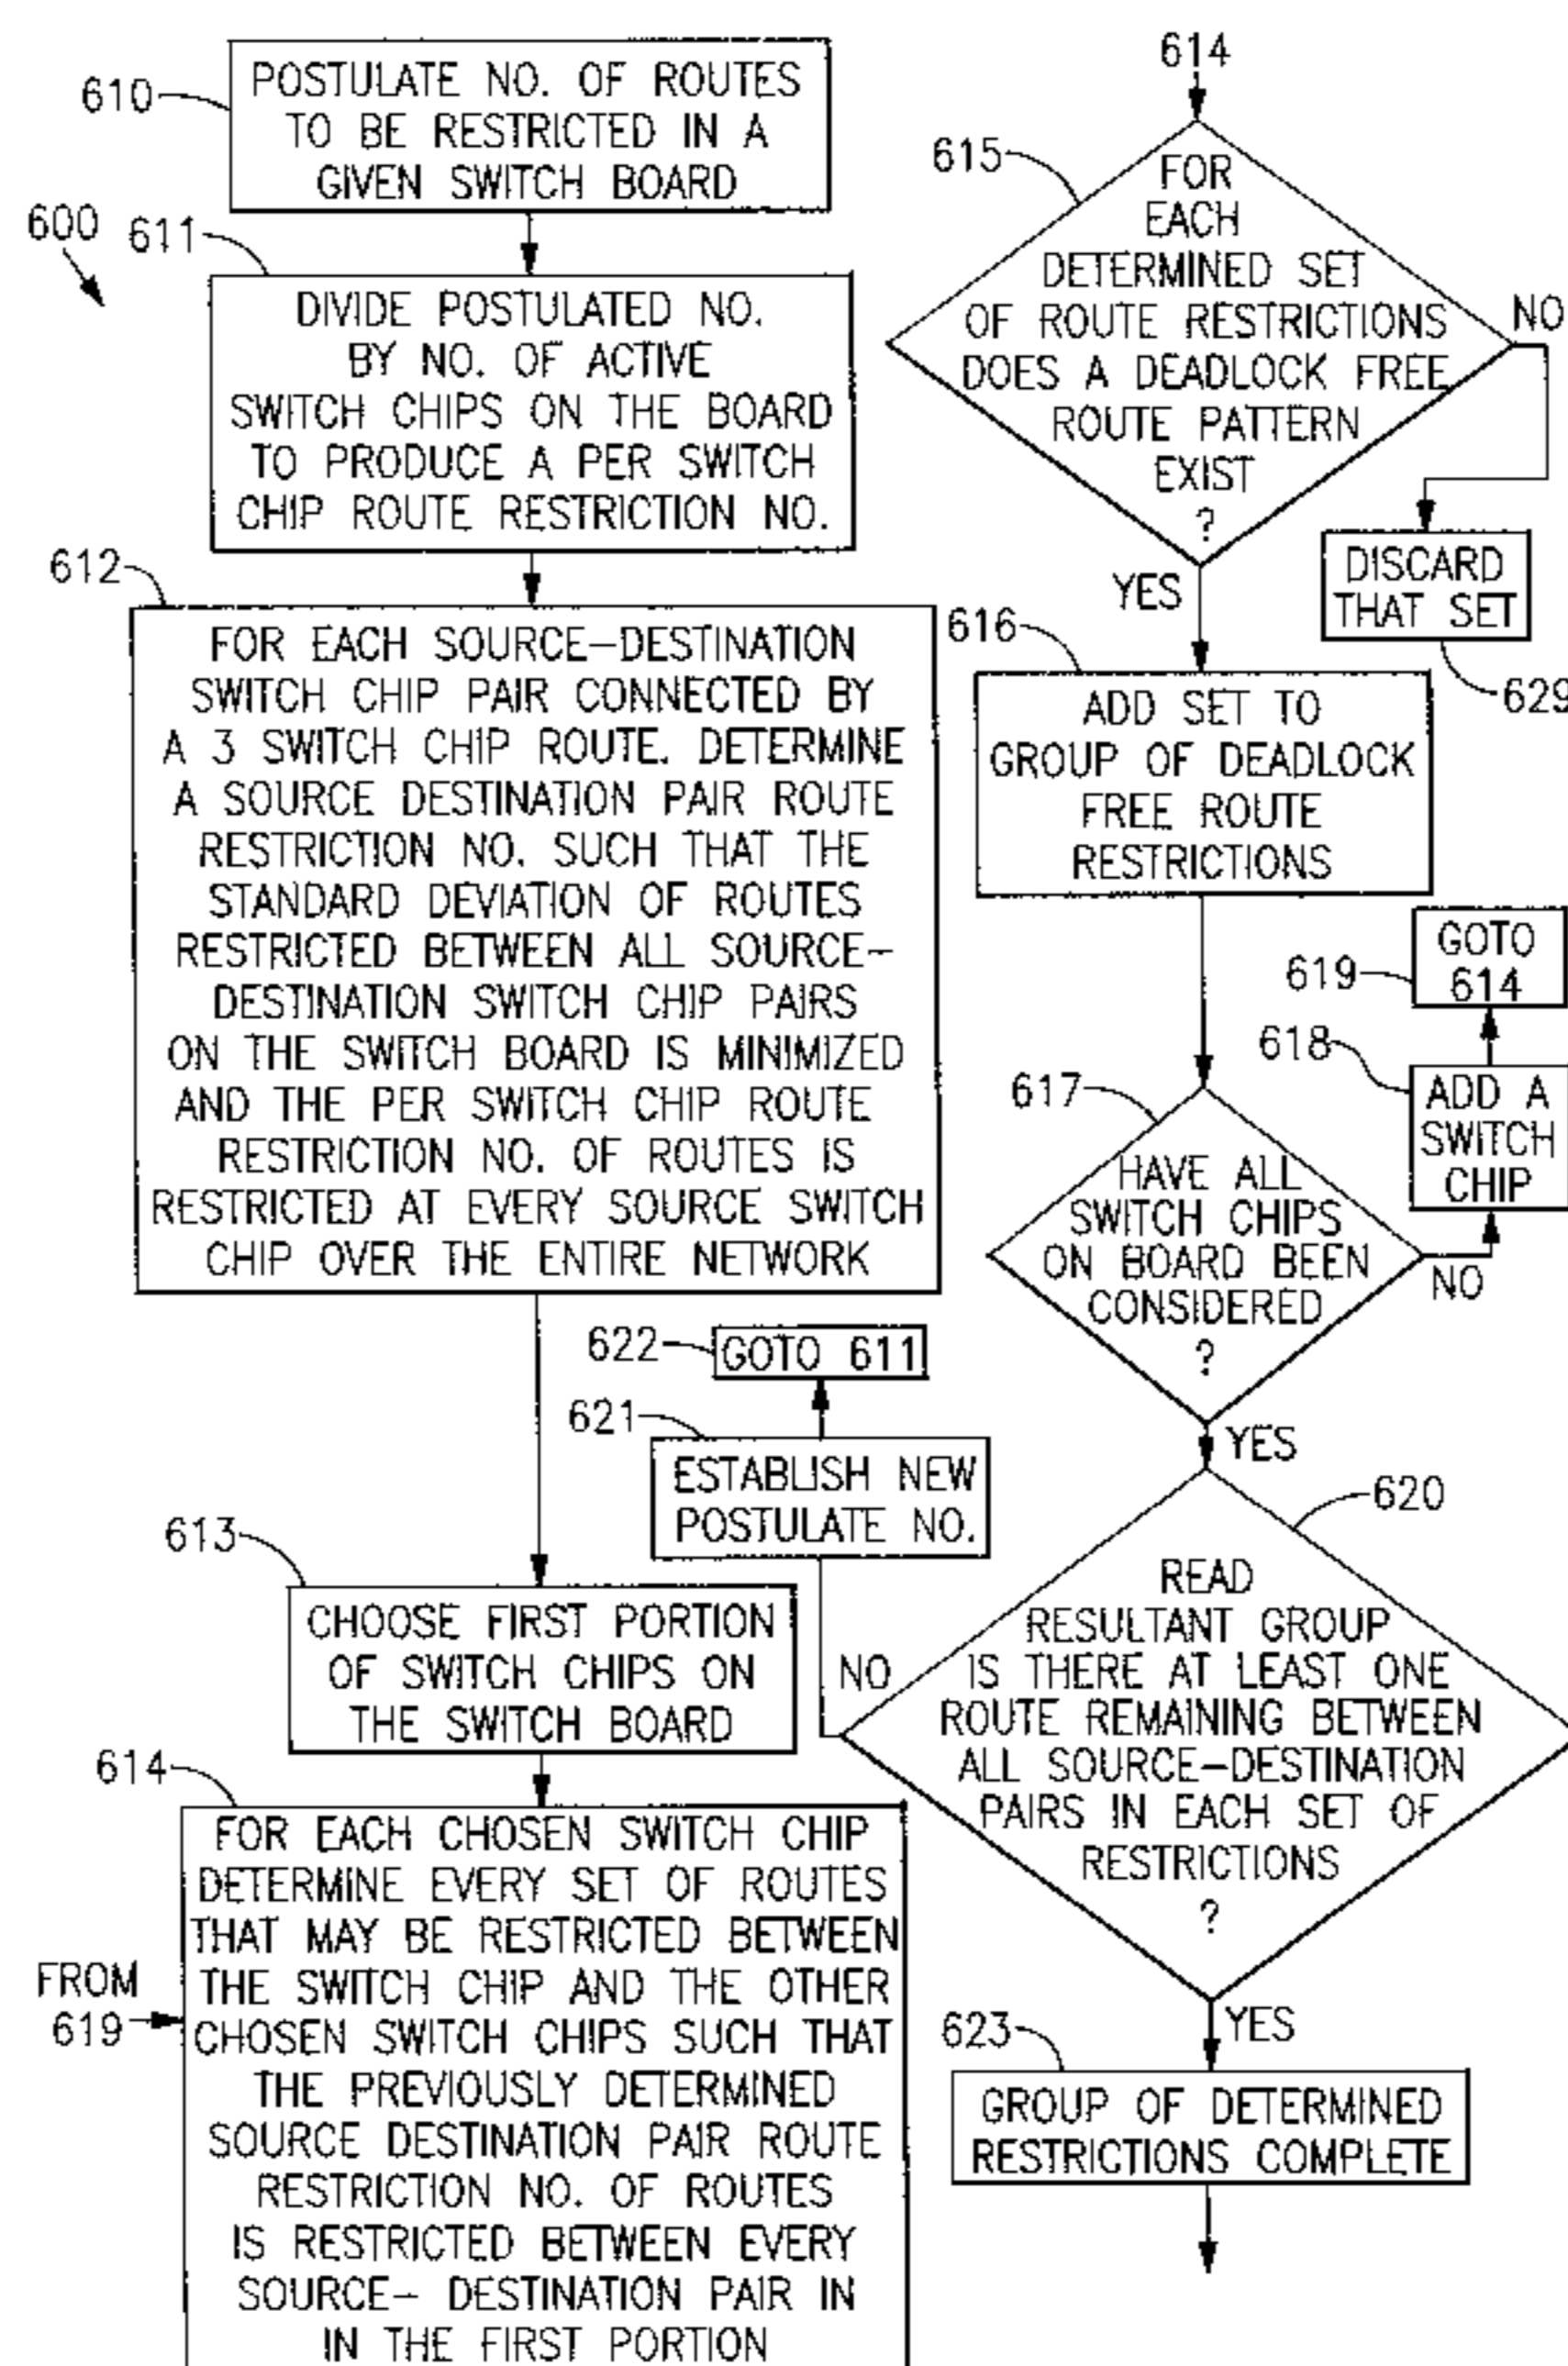 600
610
POSTULATE NO. OF ROUTES
TO BE RESTRICTED IN A
GIVEN SWITCH BOARD
611
DIVIDE POSTULATED NO.
BY NO. OF ACTIVE
SWITCH CHIPS ON THE BOARD
TO PRODUCE A PER SWITCH
CHIP ROUTE RESTRICTION NO.
612
FOR EACH SOURCE-DESTINATION
SWITCH CHIP PAIR CONNECTED BY
A 3 SWITCH CHIP ROUTE. DETERMINE
A SOURCE DESTINATION PAIR ROUTE
RESTRICTION NO. SUCH THAT THE
STANDARD DEVIATION OF ROUTES
RESTRICTED BETWEEN ALL SOURCE-
DESTINATION SWITCH CHIP PAIRS
ON THE SWITCH BOARD IS MINIMIZED
AND THE PER SWITCH CHIP ROUTE
RESTRICTION NO. OF ROUTES IS
RESTRICTED AT EVERY SOURCE SWITCH
CHIP OVER THE ENTIRE NETWORK
622
GOTO 611
621
ESTABLISH NEW
POSTULATE NO.
613
CHOOSE FIRST PORTION
OF SWITCH CHIPS ON
THE SWITCH BOARD
614
FROM
619
FOR EACH CHOSEN SWITCH CHIP
DETERMINE EVERY SET OF ROUTES
THAT MAY BE RESTRICTED BETWEEN
THE SWITCH CHIP AND THE OTHER
CHOSEN SWITCH CHIPS SUCH THAT
THE PREVIOUSLY DETERMINED
SOURCE DESTINATION PAIR ROUTE
RESTRICTION NO. OF ROUTES
IS RESTRICTED BETWEEN EVERY
SOURCE- DESTINATION PAIR IN
IN THE FIRST PORTION
614
615
FOR
EACH
DETERMINED SET
OF ROUTE RESTRICTIONS
DOES A DEADLOCK FREE
ROUTE PATTERN
EXIST
?
NO
YES
DISCARD
THAT SET
629
616
ADD SET TO
GROUP OF DEADLOCK
FREE ROUTE
RESTRICTIONS
619
GOTO
614
618
ADD A
SWITCH
CHIP
617
HAVE ALL
SWITCH CHIPS
ON BOARD BEEN
CONSIDERED
?
NO
YES
620
READ
RESULTANT GROUP
IS THERE AT LEAST ONE
ROUTE REMAINING BETWEEN
ALL SOURCE-DESTINATION
PAIRS IN EACH SET OF
RESTRICTIONS
?
NO
YES
623
GROUP OF DETERMINED
RESTRICTIONS COMPLETE